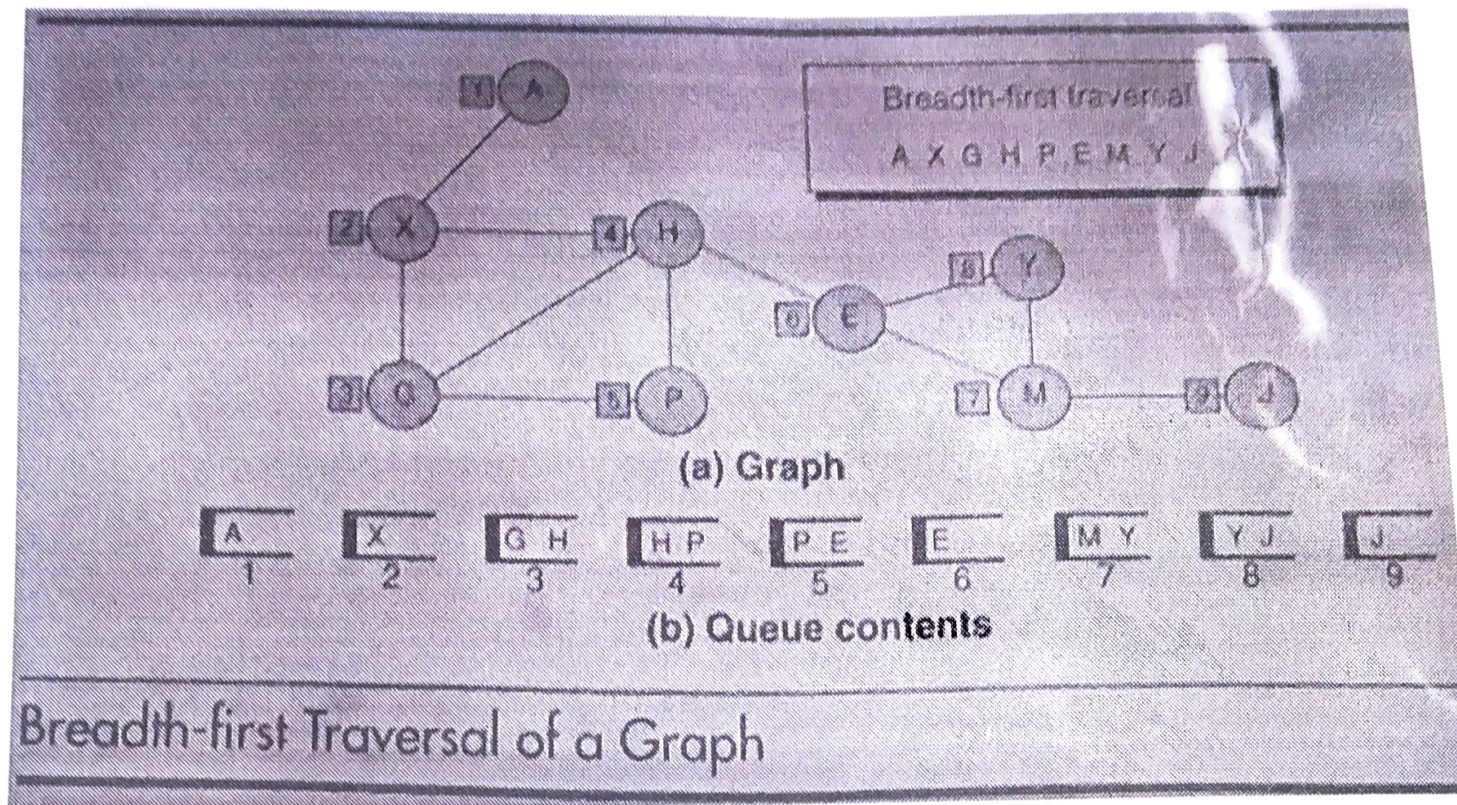 1 A
Breadth-first traversal
A X G H P E M Y J
2 X
4 H
8 Y
6 E
3 G
5 P
7 M
9 J
(a) Graph
A X G H H P P E E M Y Y J J
1 2 3 4 5 6 7 8 9
(b) Queue contents
Breadth-first Traversal of a Graph